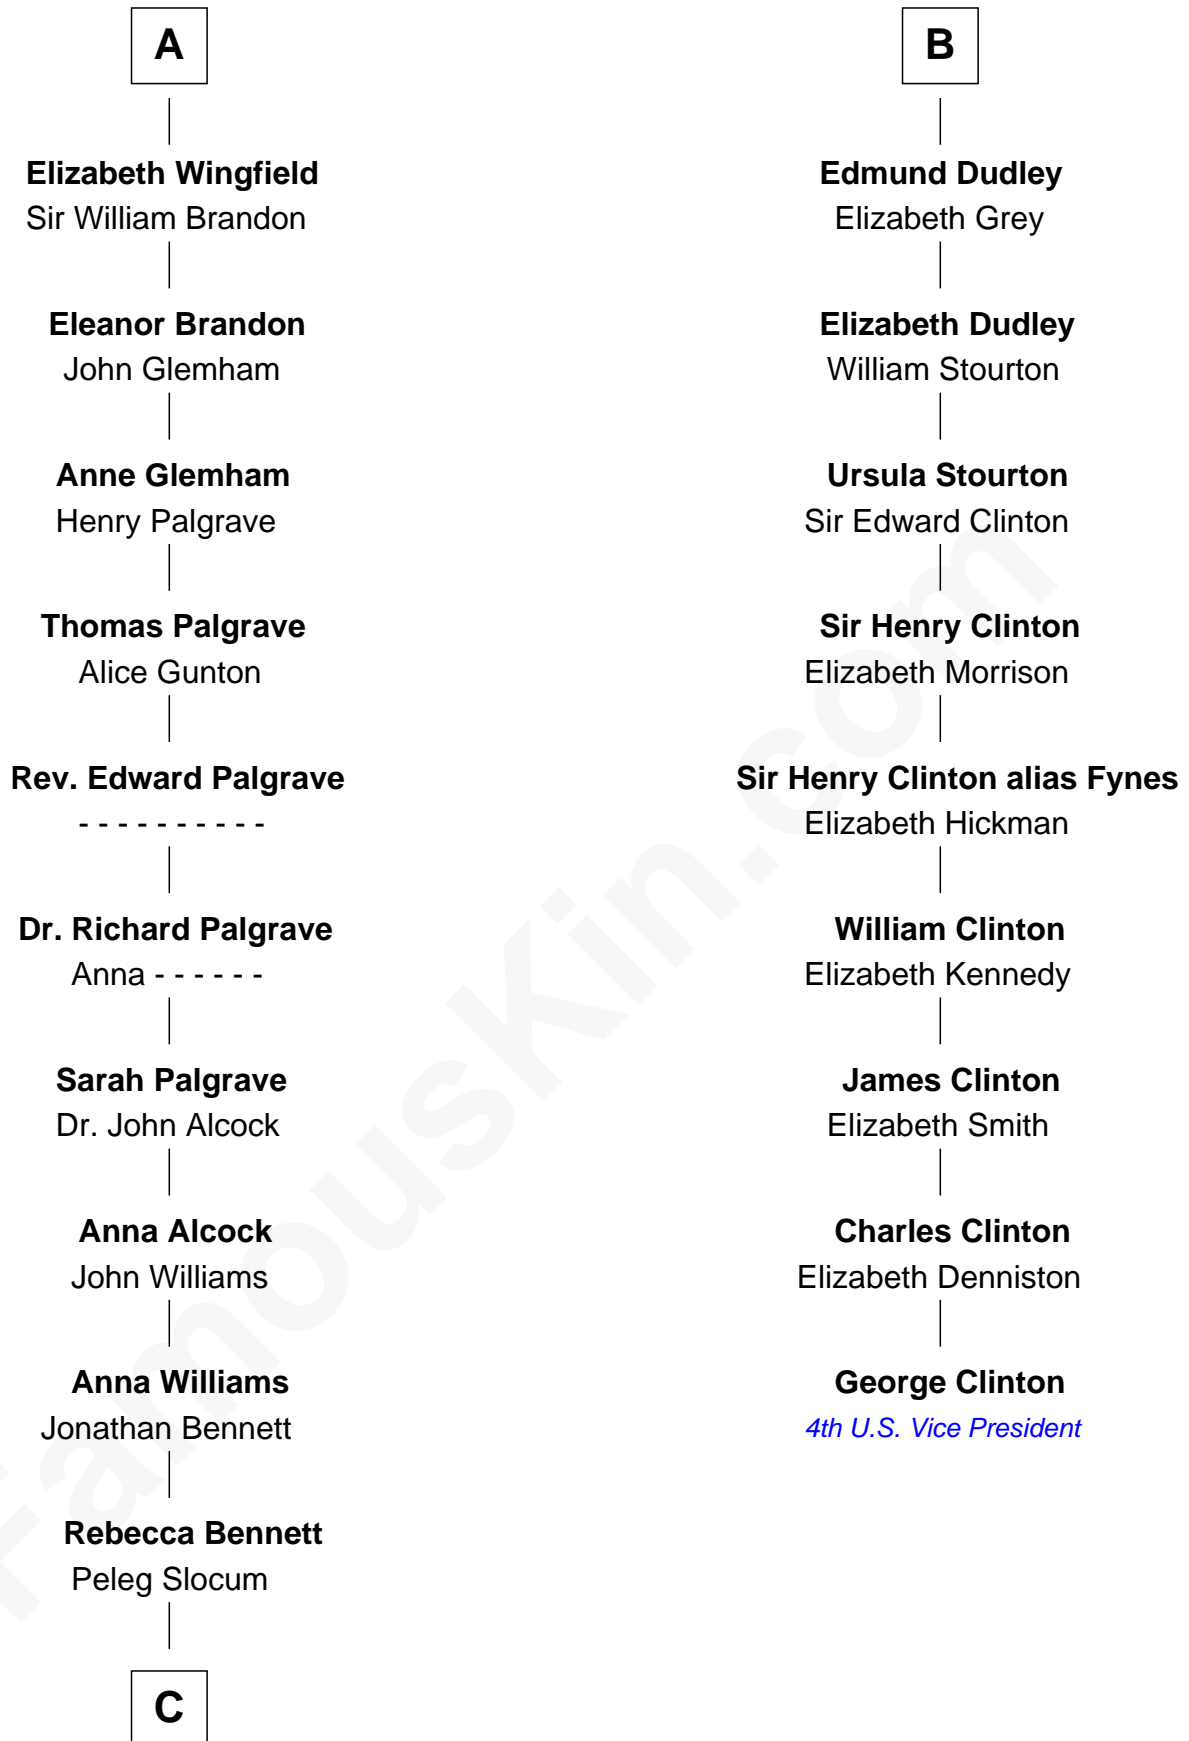 A
Elizabeth Wingfield
Sir William Brandon
Eleanor Brandon
John Glemham
Anne Glemham
Henry Palgrave
Thomas Palgrave
Alice Gunton
Rev. Edward Palgrave
- - - - - - - - - -
Dr. Richard Palgrave
Anna - - - - - -
Sarah Palgrave
Dr. John Alcock
Anna Alcock
John Williams
Anna Williams
Jonathan Bennett
Rebecca Bennett
Peleg Slocum
C
B
Edmund Dudley
Elizabeth Grey
Elizabeth Dudley
William Stourton
Ursula Stourton
Sir Edward Clinton
Sir Henry Clinton
Elizabeth Morrison
Sir Henry Clinton alias Fynes
Elizabeth Hickman
William Clinton
Elizabeth Kennedy
James Clinton
Elizabeth Smith
Charles Clinton
Elizabeth Denniston
George Clinton
4th U.S. Vice President
FamousKin.com